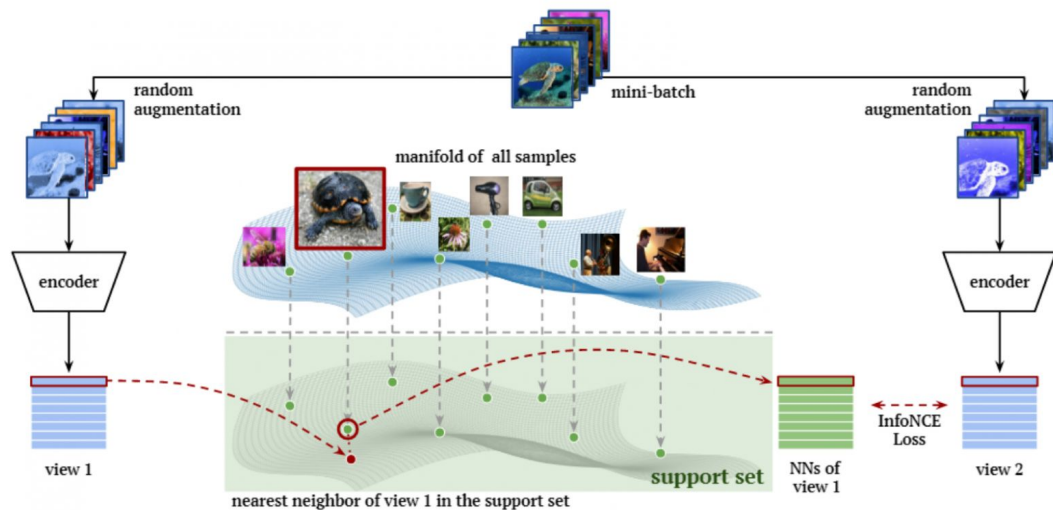 mini-batch
random
augmentation
random
augmentation
manifold of all samples
encoder
encoder
view 1
support set
nearest neighbor of view 1 in the support set
NNs of
view 1
InfoNCE
Loss
view 2